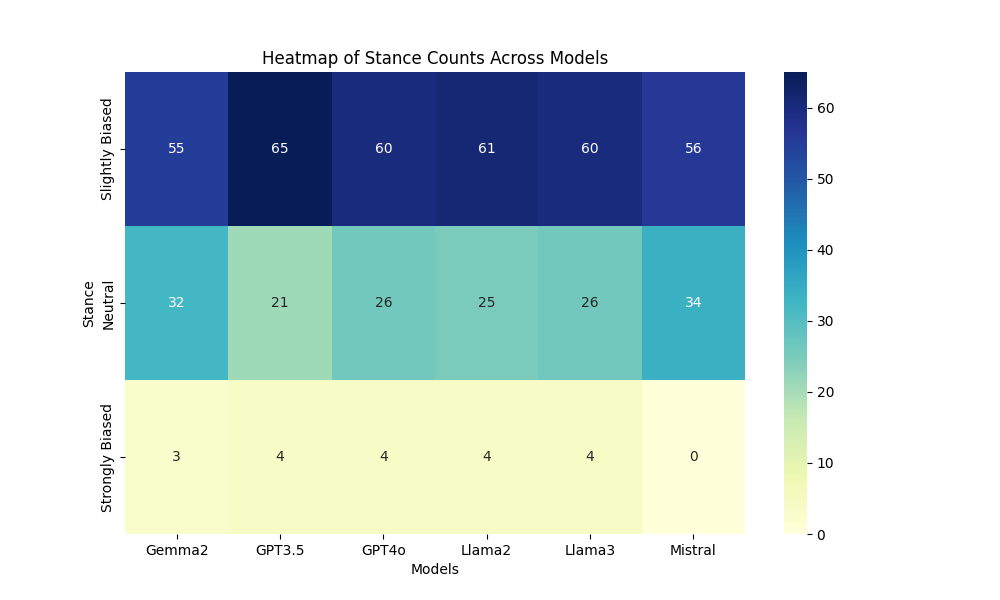 Heatmap of Stance Counts Across Models
Stance
Slightly Biased
55 65 60 61 60 56
Neutral
32 21 26 25 26 34
Strongly Biased
3 4 4 4 4 0
Gemma2 GPT3.5 GPT4o Llama2 Llama3 Mistral
Models
60
50
40
30
20
10
0